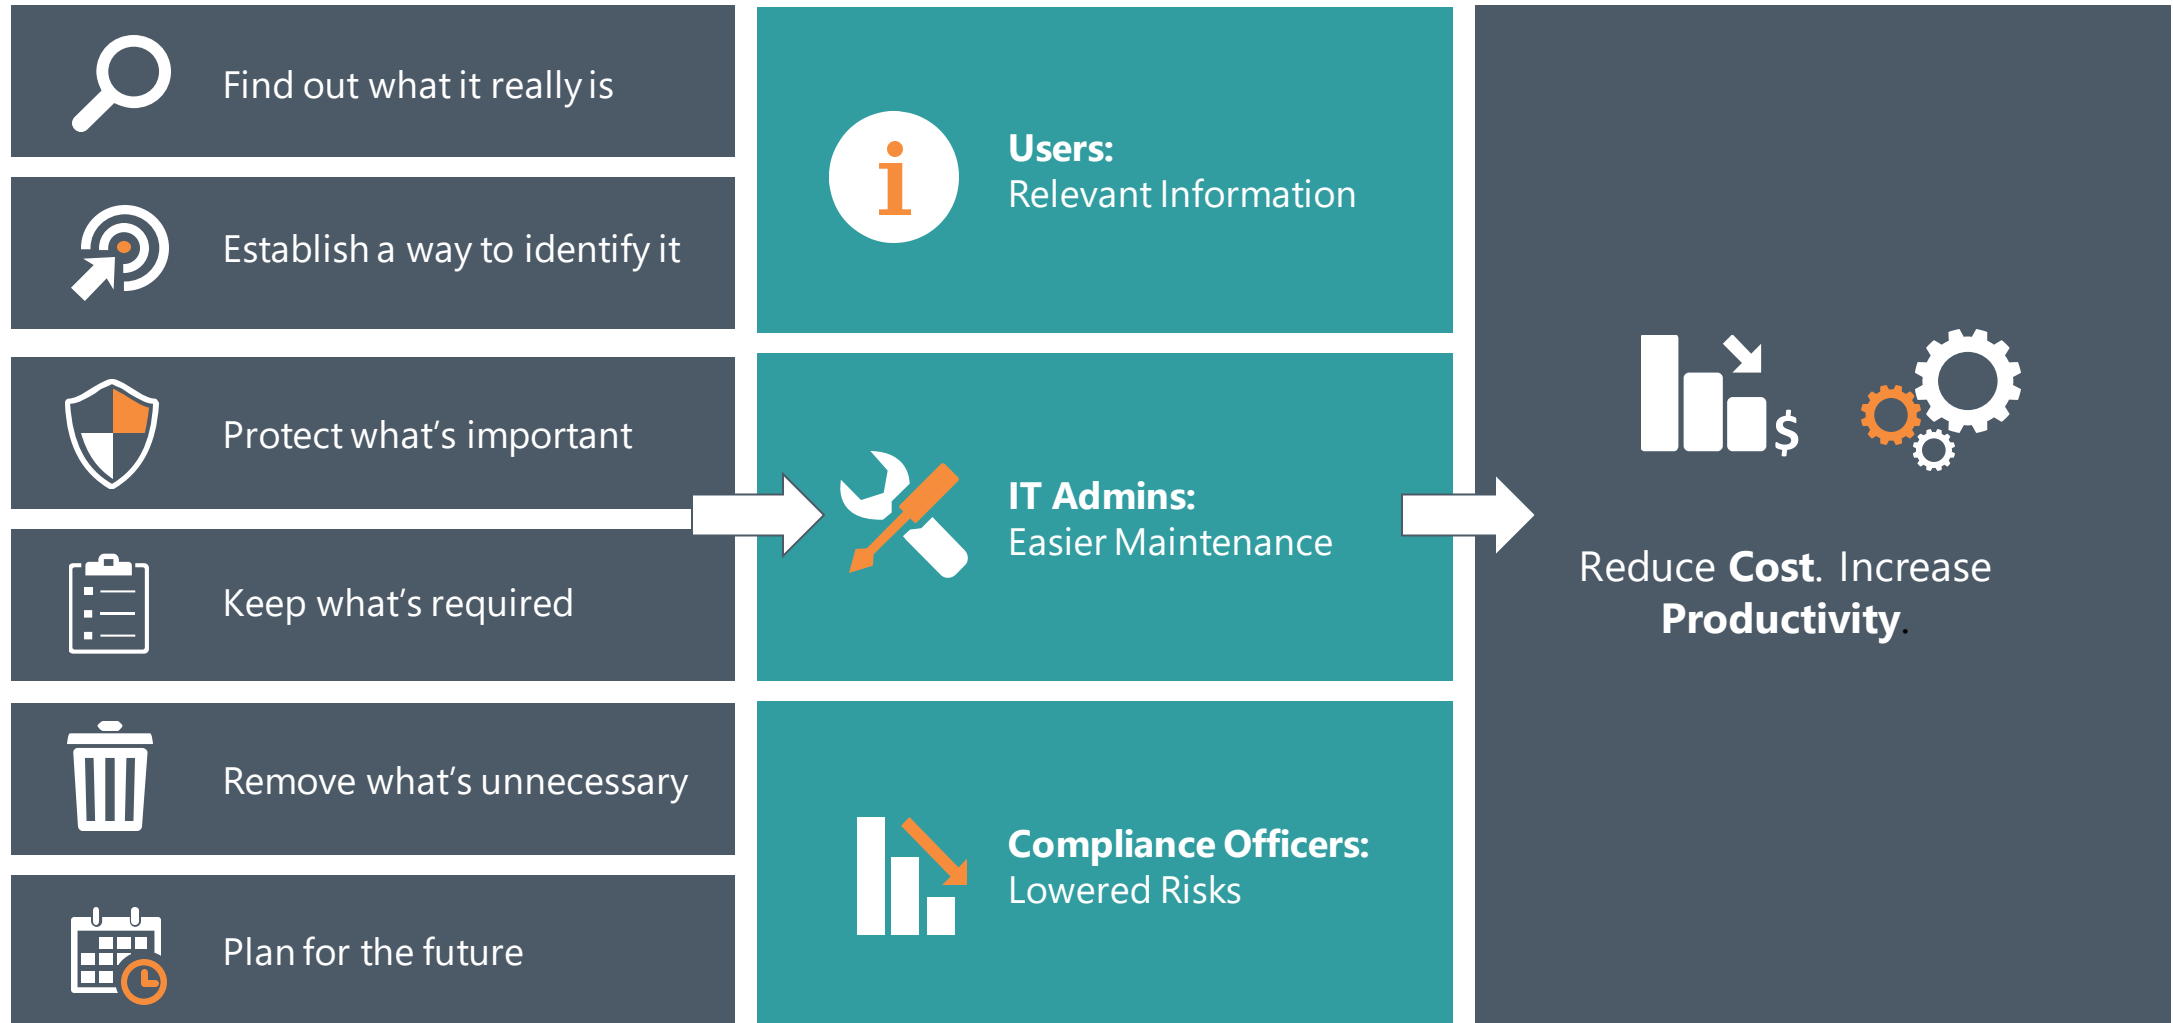 Find out what it really is
Establish a way to identify it
Protect what's important
Keep what's required
Remove what's unnecessary
Plan for the future
i
Users:
Relevant Information
IT Admins:
Easier Maintenance
Compliance Officers:
Lowered Risks
$
Reduce Cost. Increase
Productivity.